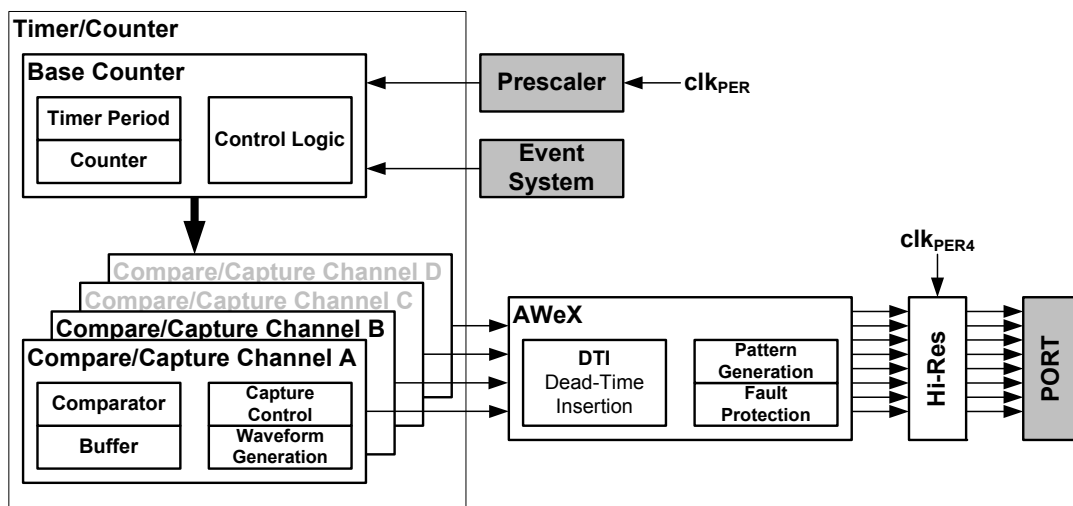 Timer/Counter
Base Counter
Timer Period
Counter
Control Logic
Prescaler
clkPER
Event
System
Compare/Capture Channel D
Compare/Capture Channel C
Compare/Capture Channel B
Compare/Capture Channel A
Comparator
Buffer
Capture
Control
Waveform
Generation
AWeX
DTI
Dead-Time
Insertion
Pattern
Generation
Fault
Protection
clkPER4
Hi-Res
PORT